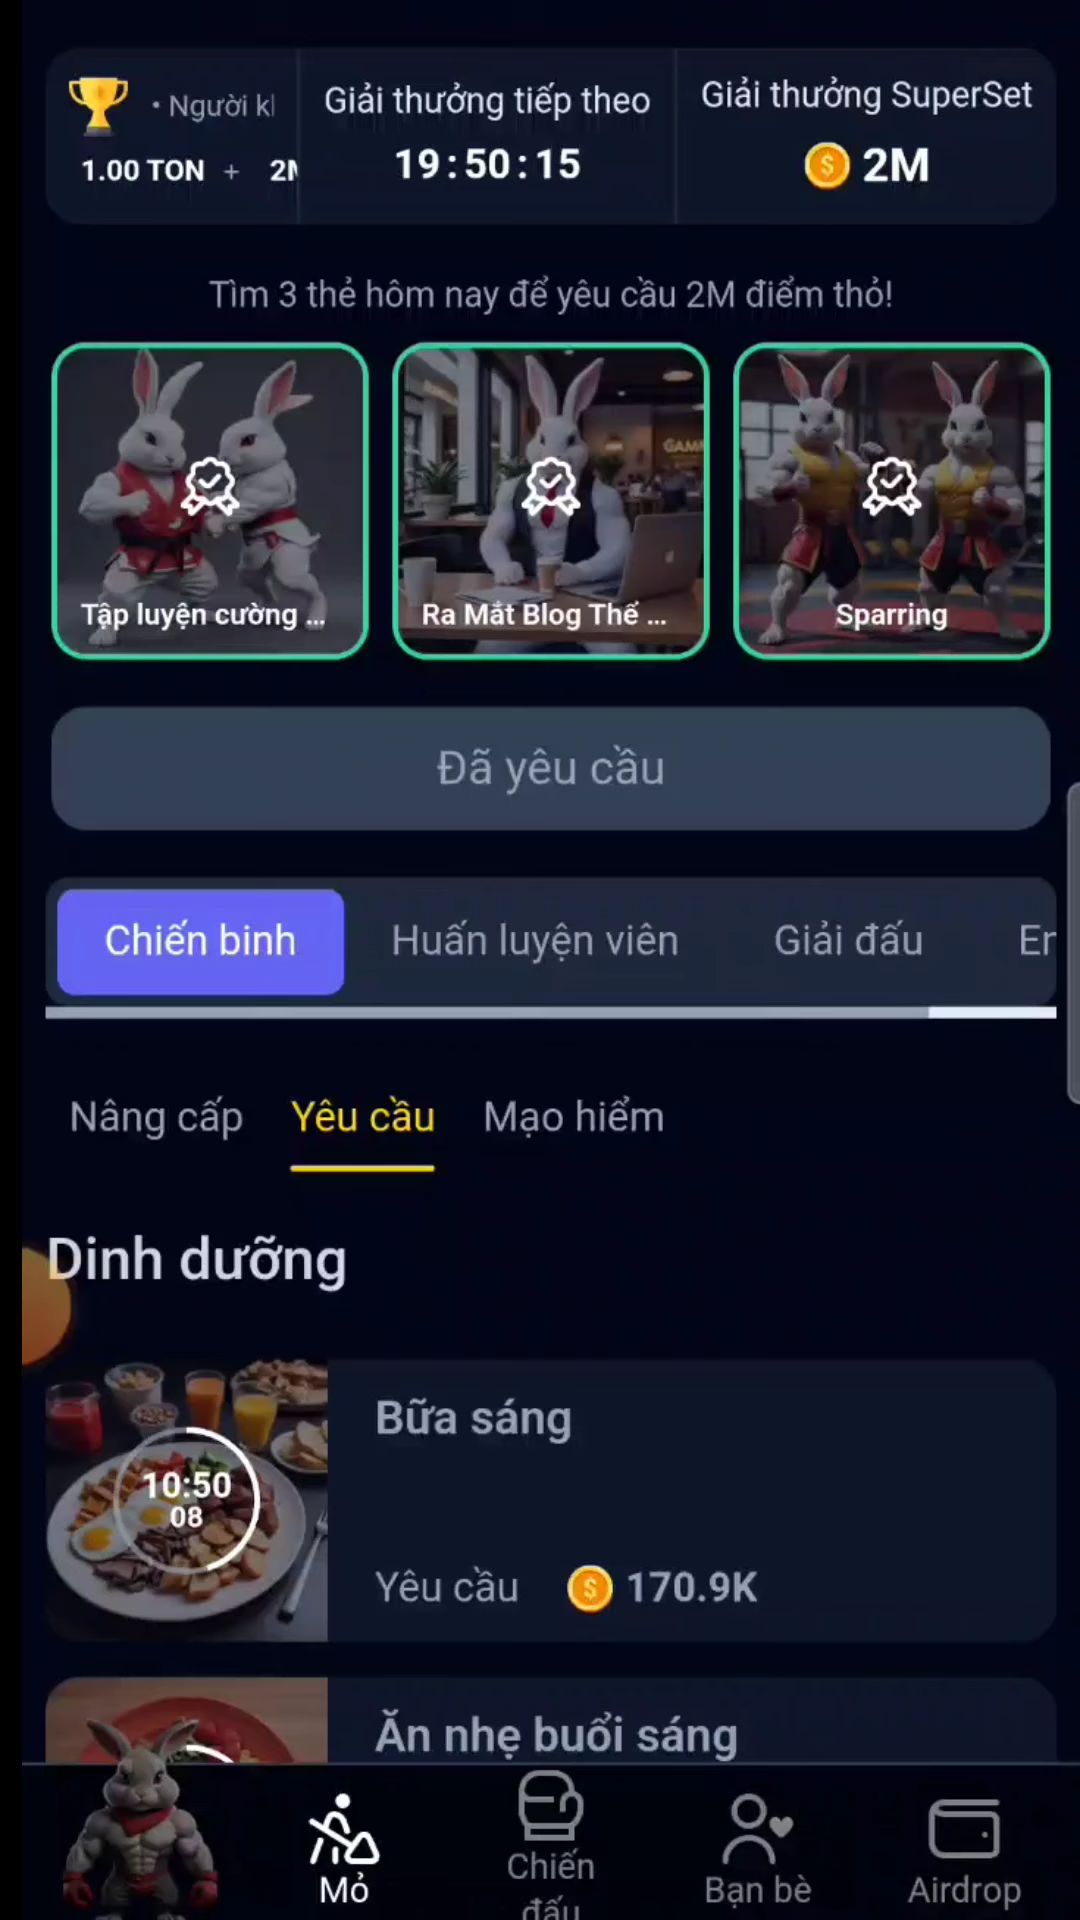 • Người
1.00 TON +
Giải thưởng tiếp theo
19:50:15
Giải thưởng SuperSet
2M
Tìm 3 thẻ hôm nay để yêu cầu 2M điểm thỏ!
GAM
Tập luyện cường ...
Ra Mắt Blog Thể ...
Sparring
Đã yêu cầu
Chiến binh
Huấn luyện viên
Giải đấu
Nâng cấp
Yêu cầu
Mạo hiểm
Dinh dưỡng
10:50
08
Bữa sáng
Yêu cầu 170.9K
Ăn nhẹ buổi sáng
Mỏ
Chiến
đấu
Bạn bè
Airdrop